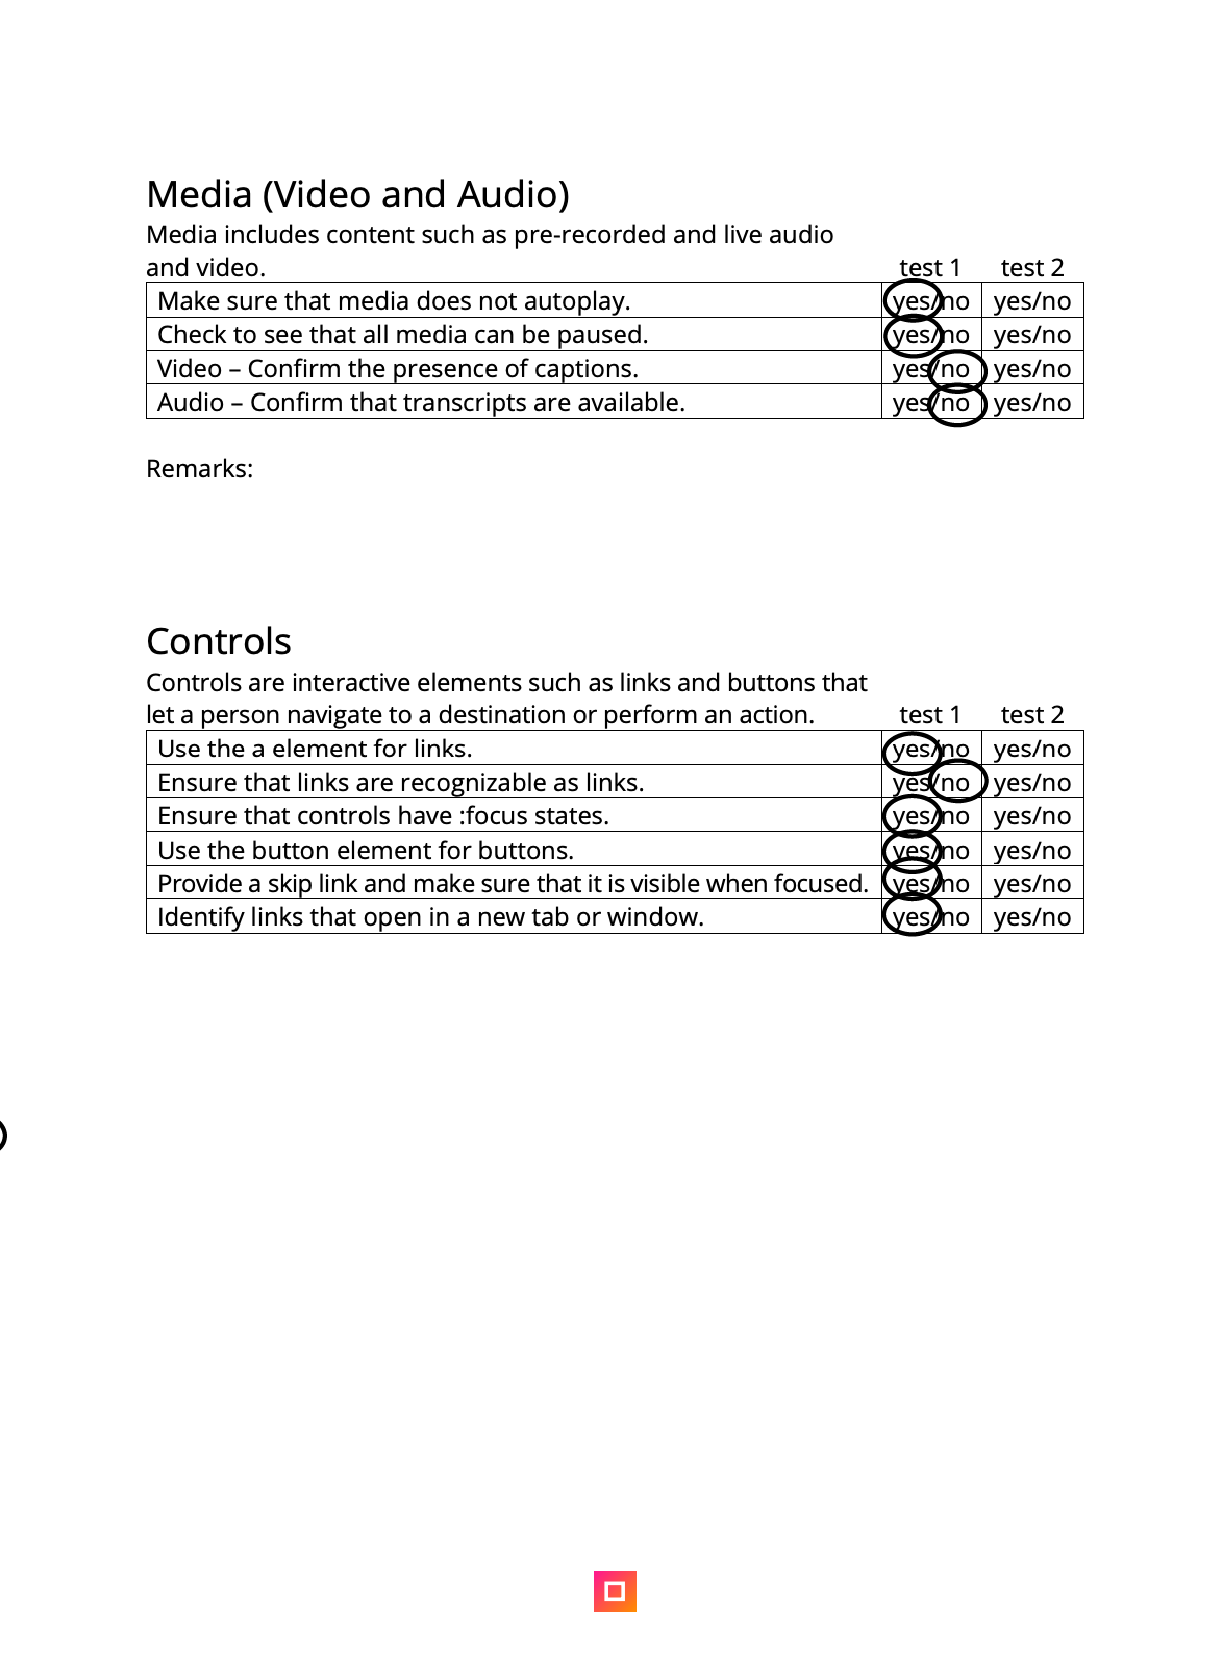 Media (Video and Audio)
Media includes content such as pre-recorded and live audio
and video. test 1 test 2
Make sure that media does not autoplay. yes/no yes/no
Check to see that all media can be paused. yes/no yes/no
Video – Confirm the presence of captions. yes/no yes/no
Audio – Confirm that transcripts are available. yes/no yes/no
Remarks:
Controls
Controls are interactive elements such as links and buttons that
let a person navigate to a destination or perform an action. test 1 test 2
Use the a element for links. yes/no yes/no
Ensure that links are recognizable as links. yes/no yes/no
Ensure that controls have :focus states. yes/no yes/no
Use the button element for buttons. yes/no yes/no
Provide a skip link and make sure that it is visible when focused. yes/no yes/no
Identify links that open in a new tab or window. yes/no yes/no